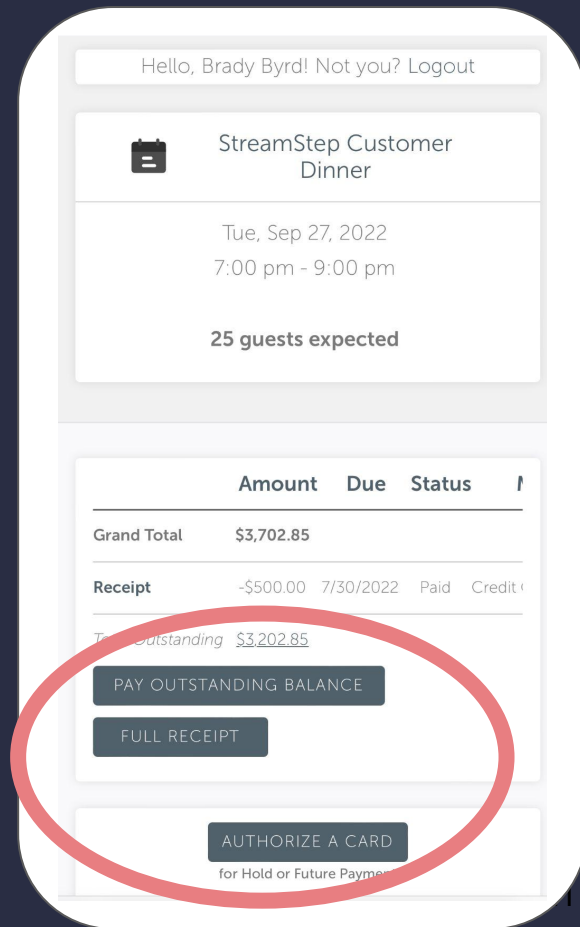 Hello, Brady Byrd! Not you? Logout
StreamStep Customer
Dinner
Tue, Sep 27, 2022
7:00 pm - 9:00 pm
25 guests expected
Amount Due Status
Grand Total $3,702.85
Receipt -$500.00 7/30/2022 Paid Credit
Outstanding $3,202.85
PAY OUTSTANDING BALANCE
FULL RECEIPT
AUTHORIZE A CARD
for Hold or Future